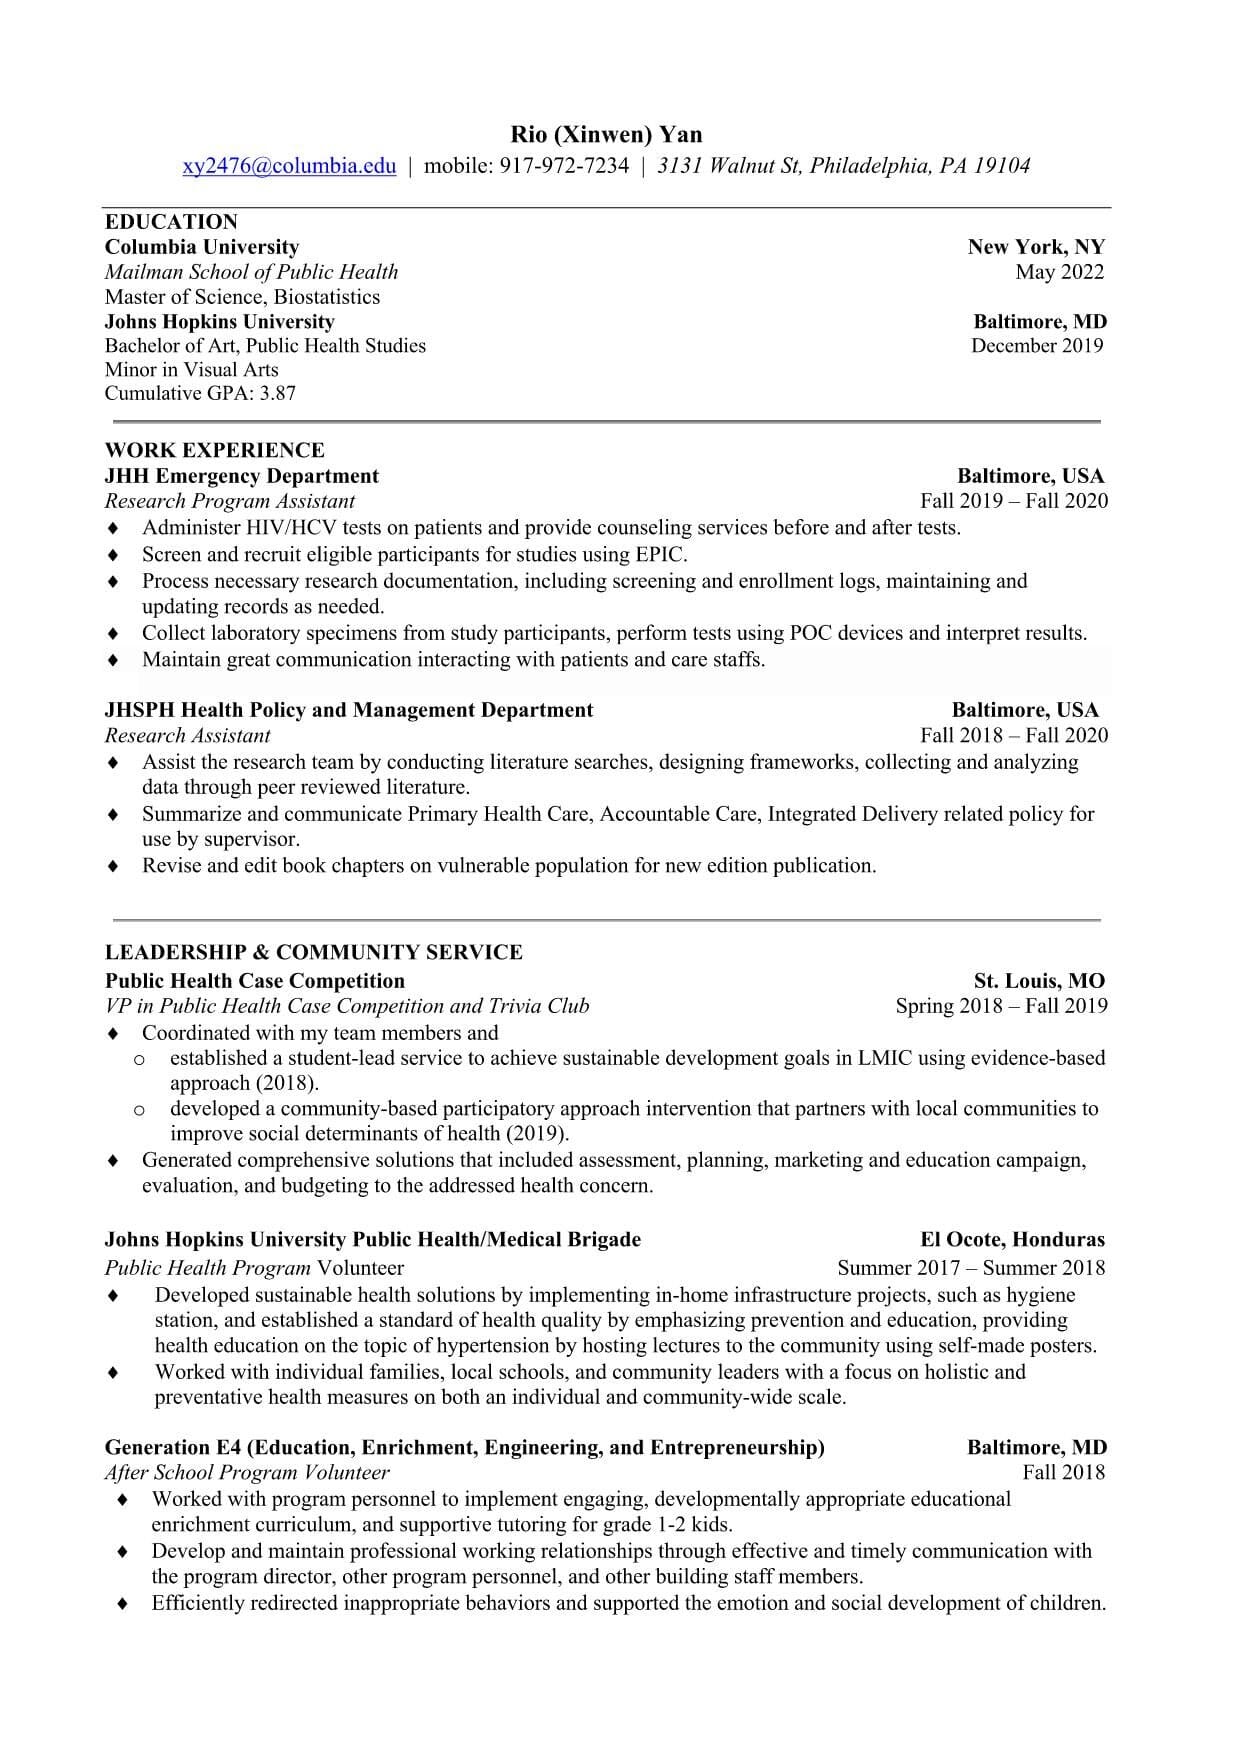 Rio (Xinwen) Yan
xy2476@columbia.edu | mobile: 917-972-7234 | 3131 Walnut St, Philadelphia, PA 19104
EDUCATION
Columbia University New York, NY
Mailman School of Public Health May 2022
Master of Science, Biostatistics
Johns Hopkins University Baltimore, MD
Bachelor of Art, Public Health Studies December 2019
Minor in Visual Arts
Cumulative GPA: 3.87
WORK EXPERIENCE
JHH Emergency Department Baltimore, USA
Research Program Assistant Fall 2019 – Fall 2020
♦ Administer HIV/HCV tests on patients and provide counseling services before and after tests.
♦ Screen and recruit eligible participants for studies using EPIC.
♦ Process necessary research documentation, including screening and enrollment logs, maintaining and
updating records as needed.
♦ Collect laboratory specimens from study participants, perform tests using POC devices and interpret results.
♦ Maintain great communication interacting with patients and care staffs.
JHSPH Health Policy and Management Department Baltimore, USA
Research Assistant Fall 2018 – Fall 2020
♦ Assist the research team by conducting literature searches, designing frameworks, collecting and analyzing
data through peer reviewed literature.
♦ Summarize and communicate Primary Health Care, Accountable Care, Integrated Delivery related policy for
use by supervisor.
♦ Revise and edit book chapters on vulnerable population for new edition publication.
LEADERSHIP & COMMUNITY SERVICE
Public Health Case Competition St. Louis, MO
VP in Public Health Case Competition and Trivia Club Spring 2018 – Fall 2019
♦ Coordinated with my team members and
o established a student-lead service to achieve sustainable development goals in LMIC using evidence-based
approach (2018).
o developed a community-based participatory approach intervention that partners with local communities to
improve social determinants of health (2019).
♦ Generated comprehensive solutions that included assessment, planning, marketing and education campaign,
evaluation, and budgeting to the addressed health concern.
Johns Hopkins University Public Health/Medical Brigade El Ocote, Honduras
Public Health Program Volunteer Summer 2017 – Summer 2018
♦ Developed sustainable health solutions by implementing in-home infrastructure projects, such as hygiene
station, and established a standard of health quality by emphasizing prevention and education, providing
health education on the topic of hypertension by hosting lectures to the community using self-made posters.
♦ Worked with individual families, local schools, and community leaders with a focus on holistic and
preventative health measures on both an individual and community-wide scale.
Generation E4 (Education, Enrichment, Engineering, and Entrepreneurship) Baltimore, MD
After School Program Volunteer Fall 2018
♦ Worked with program personnel to implement engaging, developmentally appropriate educational
enrichment curriculum, and supportive tutoring for grade 1-2 kids.
♦ Develop and maintain professional working relationships through effective and timely communication with
the program director, other program personnel, and other building staff members.
♦ Efficiently redirected inappropriate behaviors and supported the emotion and social development of children.